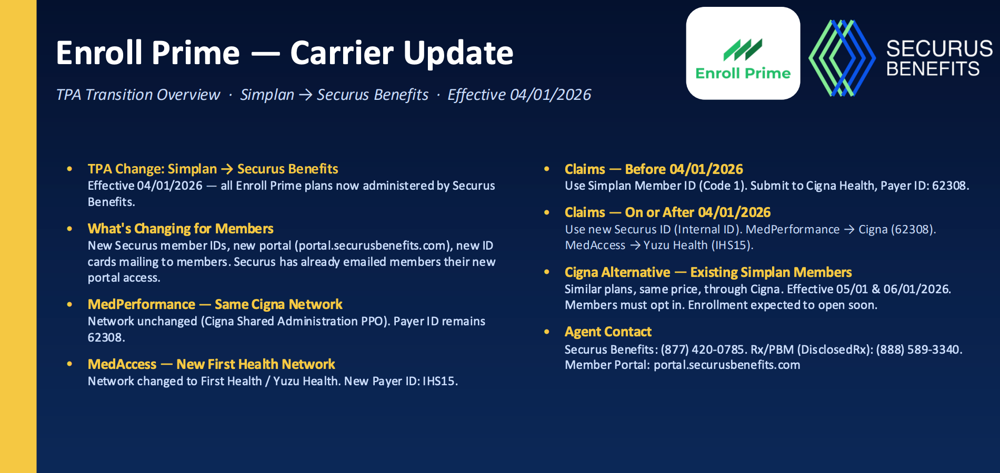 Enroll Prime — Carrier Update
TPA Transition Overview · Simplan → Securus Benefits · Effective 04/01/2026
Enroll Prime
SECURUS
BENEFITS
• TPA Change: Simplan → Securus Benefits
Effective 04/01/2026 — all Enroll Prime plans now administered by Securus
Benefits.
• What's Changing for Members
New Securus member IDs, new portal (portal.securusbenefits.com), new ID
cards mailing to members. Securus has already emailed members their new
portal access.
• MedPerformance — Same Cigna Network
Network unchanged (Cigna Shared Administration PPO). Payer ID remains
62308.
• MedAccess — New First Health Network
Network changed to First Health / Yuzu Health. New Payer ID: IHS15.
• Claims — Before 04/01/2026
Use Simplan Member ID (Code 1). Submit to Cigna Health, Payer ID: 62308.
• Claims — On or After 04/01/2026
Use new Securus ID (Internal ID). MedPerformance → Cigna (62308).
MedAccess → Yuzu Health (IHS15).
• Cigna Alternative — Existing Simplan Members
Similar plans, same price, through Cigna. Effective 05/01 & 06/01/2026.
Members must opt in. Enrollment expected to open soon.
• Agent Contact
Securus Benefits: (877) 420-0785. Rx/PBM (DisclosedRx): (888) 589-3340.
Member Portal: portal.securusbenefits.com